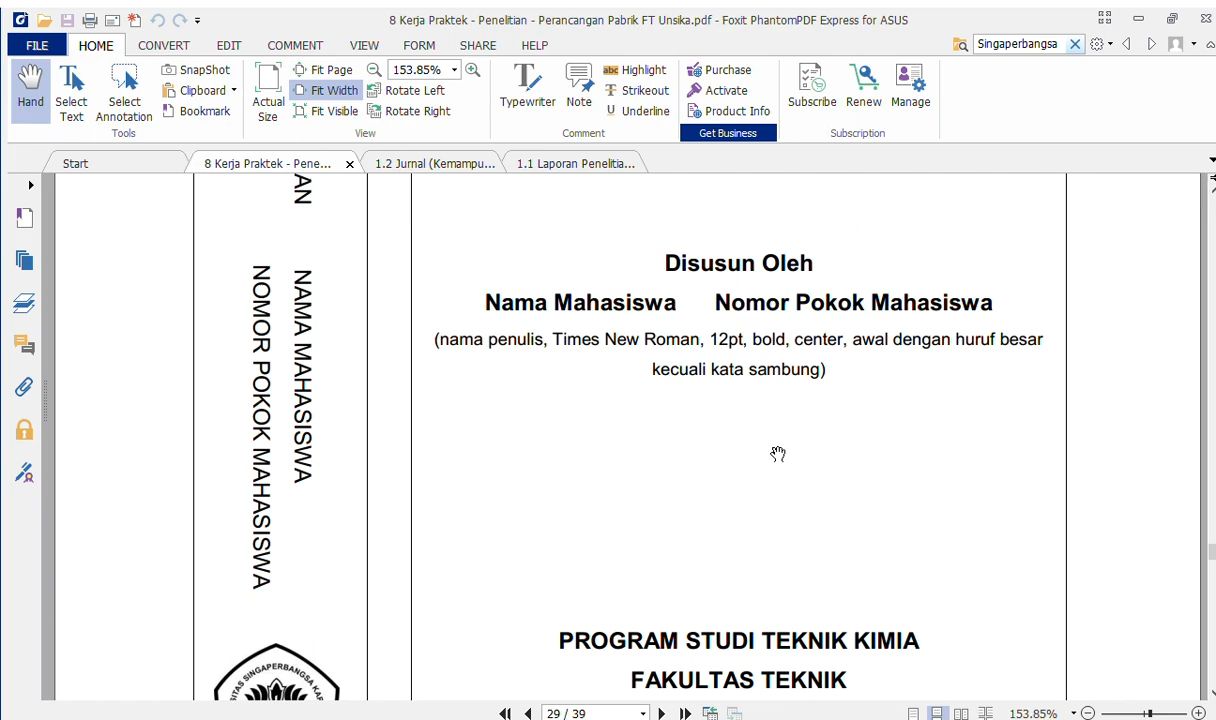 8 Kerja Praktek - Penelitian - Perancangan Pabrik FT Unsika.pdf - Foxit PhantomPDF Express for ASUS
FILE HOME CONVERT EDIT COMMENT VIEW FORM SHARE HELP Singaperbangsa
Hand
Select Text
Select Annotation
SnapShot
Clipboard
Bookmark
Tools
Actual Size
Fit Page
Fit Width
Fit Visible
153.85%
Rotate Left
Rotate Right
View
Typewriter
Note
abc Highlight
T Strikeout
U Underline
Comment
Purchase
Activate
Product Info
Get Business
Subscribe
Renew
Manage
Subscription
Start
8 Kerja Praktek - Pene...
1.2 Jurnal (Kemampu...
1.1 Laporan Penelitia...
AN NAMA MAHASISWA
NOMOR POKOK MAHASISWA
SITAS SINGAPERBANGSA KA
Disusun Oleh
Nama Mahasiswa Nomor Pokok Mahasiswa
(nama penulis, Times New Roman, 12pt, bold, center, awal dengan huruf besar
kecuali kata sambung)
PROGRAM STUDI TEKNIK KIMIA
FAKULTAS TEKNIK
29 / 39
153.85%